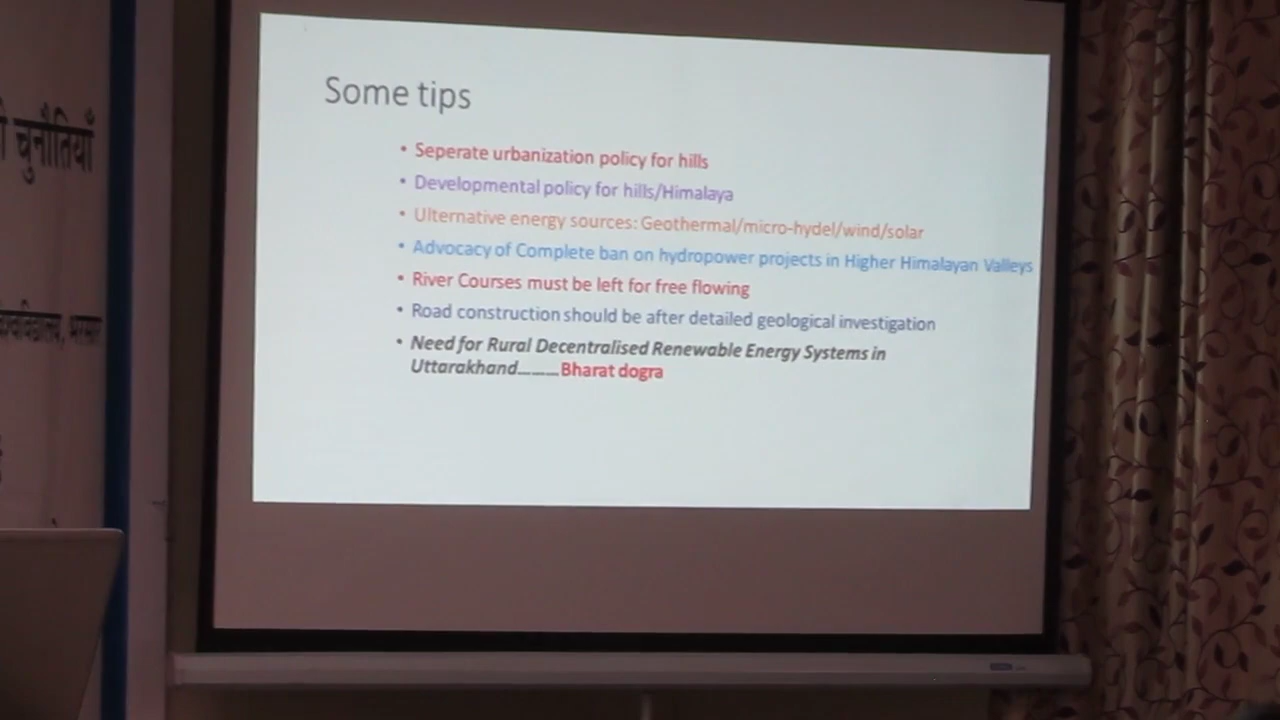 चुनौतियाँ
Some tips
• Seperate urbanization policy for hills
• Developmental policy for hills/Himalaya
• Ulternative energy sources: Geothermal/micro-hydel/wind/solar
• Advocacy of Complete ban on hydropower projects in Higher Himalayan Valleys
• River Courses must be left for free flowing
• Road construction should be after detailed geological investigation
• Need for Rural Decentralised Renewable Energy Systems in
Uttarakhand………Bharat dogra